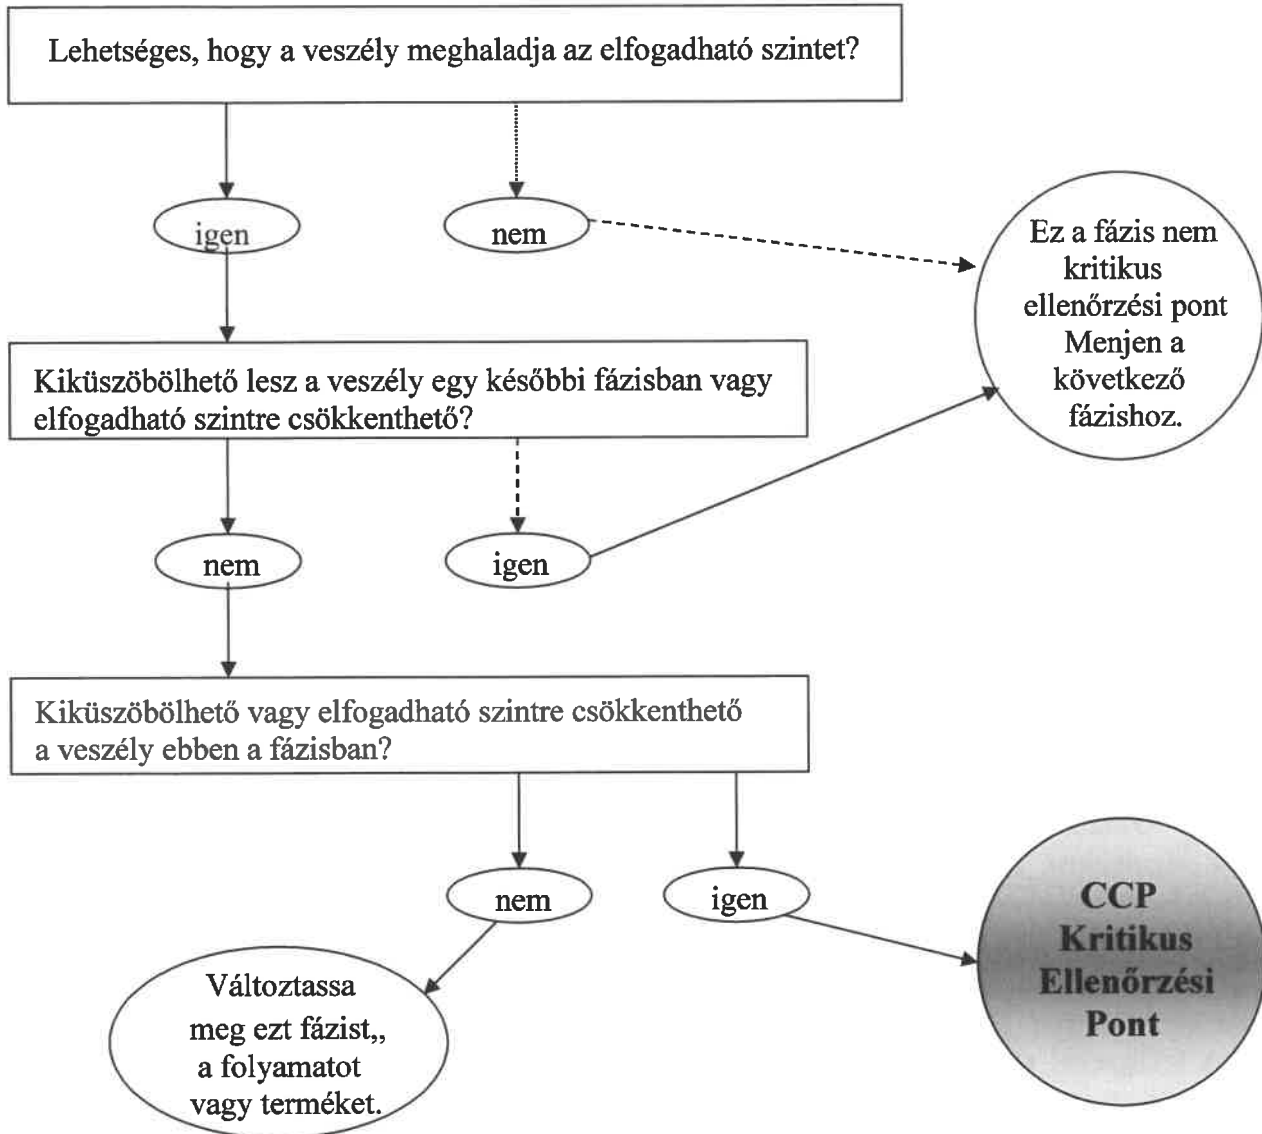 Lehetséges, hogy a veszély meghaladja az elfogadható szintet?
igen
nem
Ez a fázis nem
kritikus
ellenőrzési pont
Menjen a
következő
fázishoz.
Kiküszöbölhető lesz a veszély egy későbbi fázisban vagy
elfogadható szintre csökkenthető?
nem
igen
Kiküszöbölhető vagy elfogadható szintre csökkenthető
a veszély ebben a fázisban?
nem
igen
CCP
Kritikus
Ellenőrzési
Pont
Változtassa
meg ezt fázist,,
a folyamatot
vagy terméket.